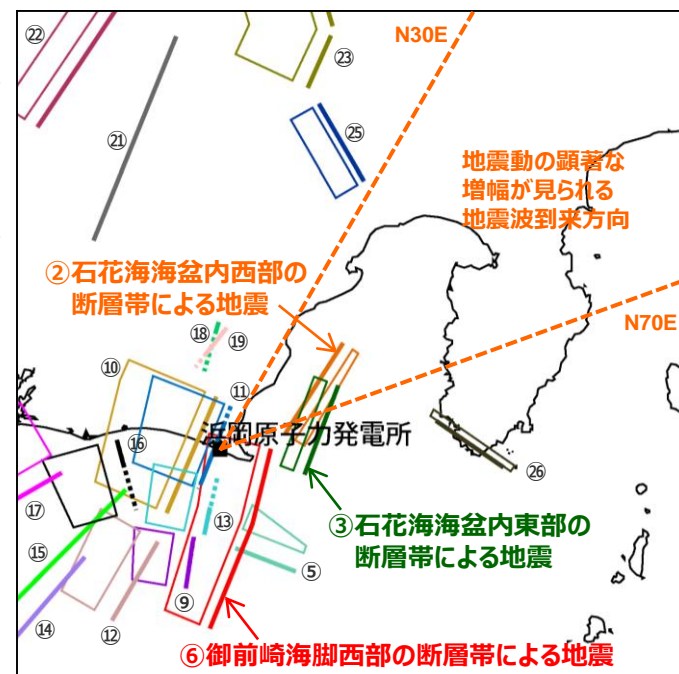 ㉒
N30E
㉓
㉑
㉕
地震動の顕著な
増幅が見られる
地震波到来方向
②石花海海盆内西部の
断層帯による地震
N70E
⑱
⑲
⑩
⑪
浜岡原子力発電所
⑯
㉖
⑰
⑬
③石花海海盆内東部の
断層帯による地震
⑮
⑤
⑨
⑭
⑫
⑥御前崎海脚西部の断層帯による地震